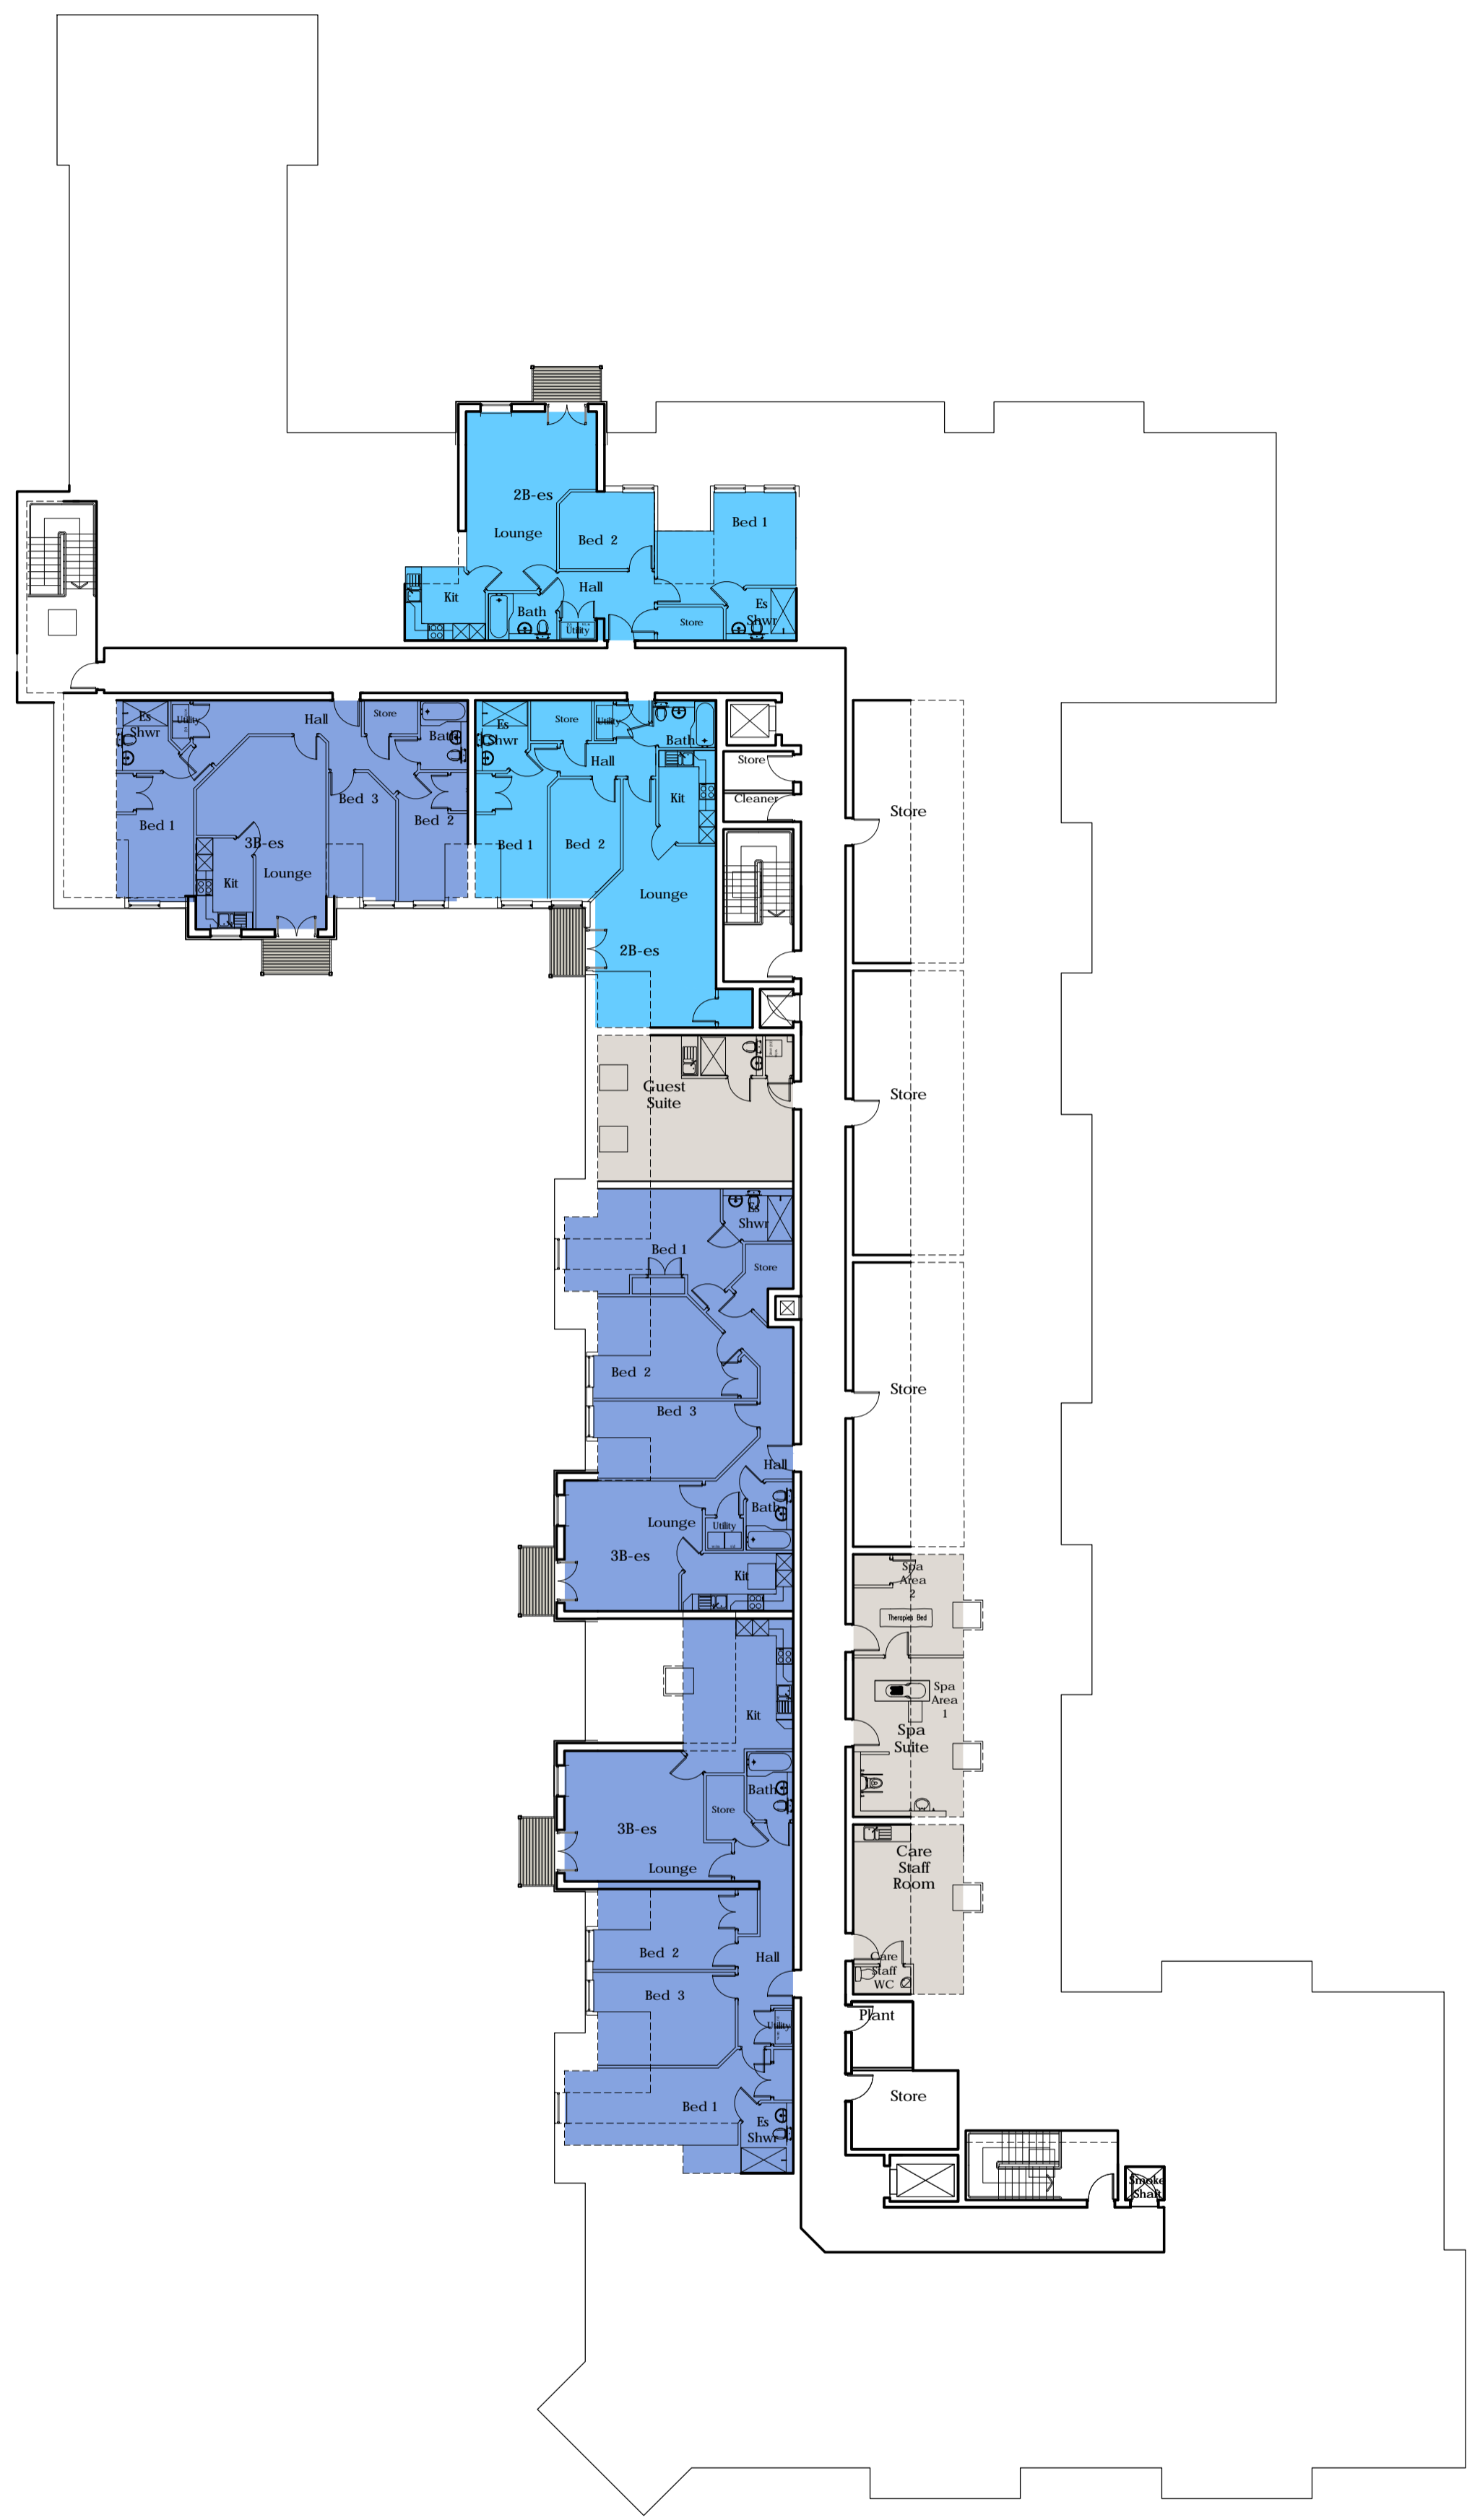 2B-es
Lounge
Bed 2
Bed 1
Hall
Kit
Bath
Utility
Store
Es
Shwr
Es
Shwr
Utility
Hall
Store
Bath
Bed 1
Bed 3
Bed 2
3B-es
Lounge
Kit
Es
Shwr
Store
Utility
Bath
Hall
Kit
Bed 1
Bed 2
Lounge
2B-es
Store
Cleaner
Store
Guest
Suite
Store
Es
Shwr
Bed 1
Store
Bed 2
Bed 3
Hall
Bath
Lounge
Utility
3B-es
Kit
Store
Spa
Area
2
Therapies Bed
Spa
Area
1
Spa
Suite
Kit
Bath
Store
3B-es
Lounge
Bed 2
Hall
Bed 3
Utility
Bed 1
Es
Shwr
Care
Staff
Room
Care
Staff
WC
Plant
Store
Smoke
Shaft